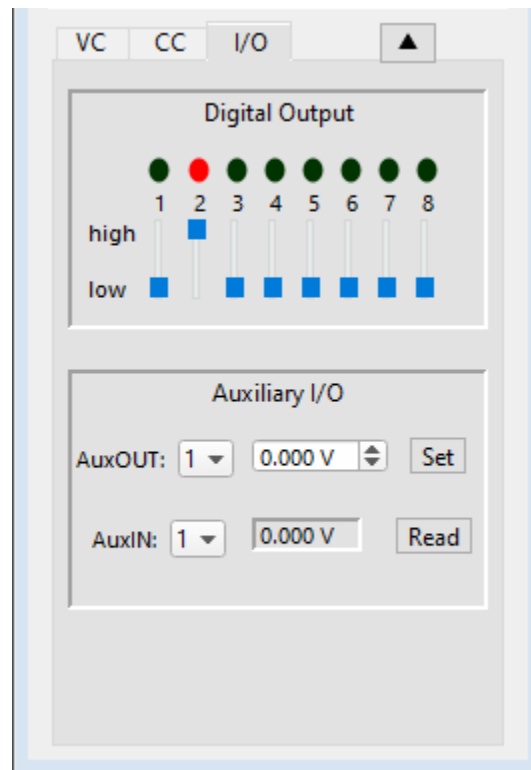 VC CC I/O
Digital Output
1 2 3 4 5 6 7 8
high
low
Auxiliary I/O
AuxOUT: 1 0.000 V Set
AuxIN: 1 0.000 V Read